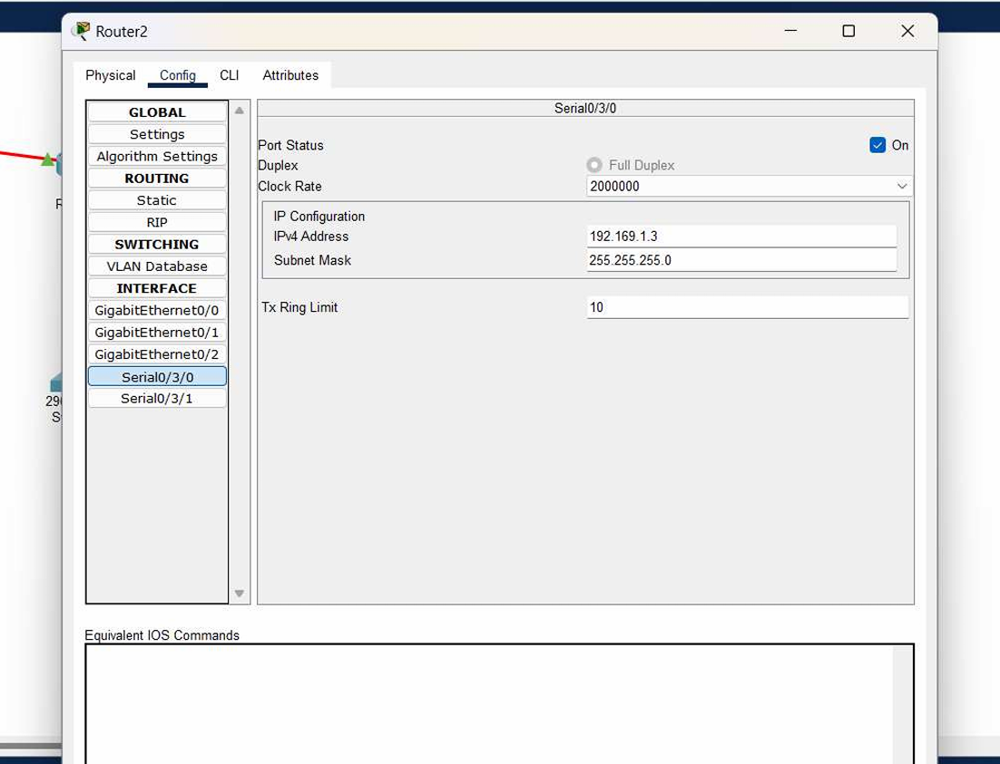 Router2
Physical Config CLI Attributes
GLOBAL
Settings
Algorithm Settings
ROUTING
Static
RIP
SWITCHING
VLAN Database
INTERFACE
GigabitEthernet0/0
GigabitEthernet0/1
GigabitEthernet0/2
Serial0/3/0
Serial0/3/1
Serial0/3/0
Port Status On
Duplex Full Duplex
Clock Rate 2000000
IP Configuration
IPv4 Address 192.169.1.3
Subnet Mask 255.255.255.0
Tx Ring Limit 10
Equivalent IOS Commands